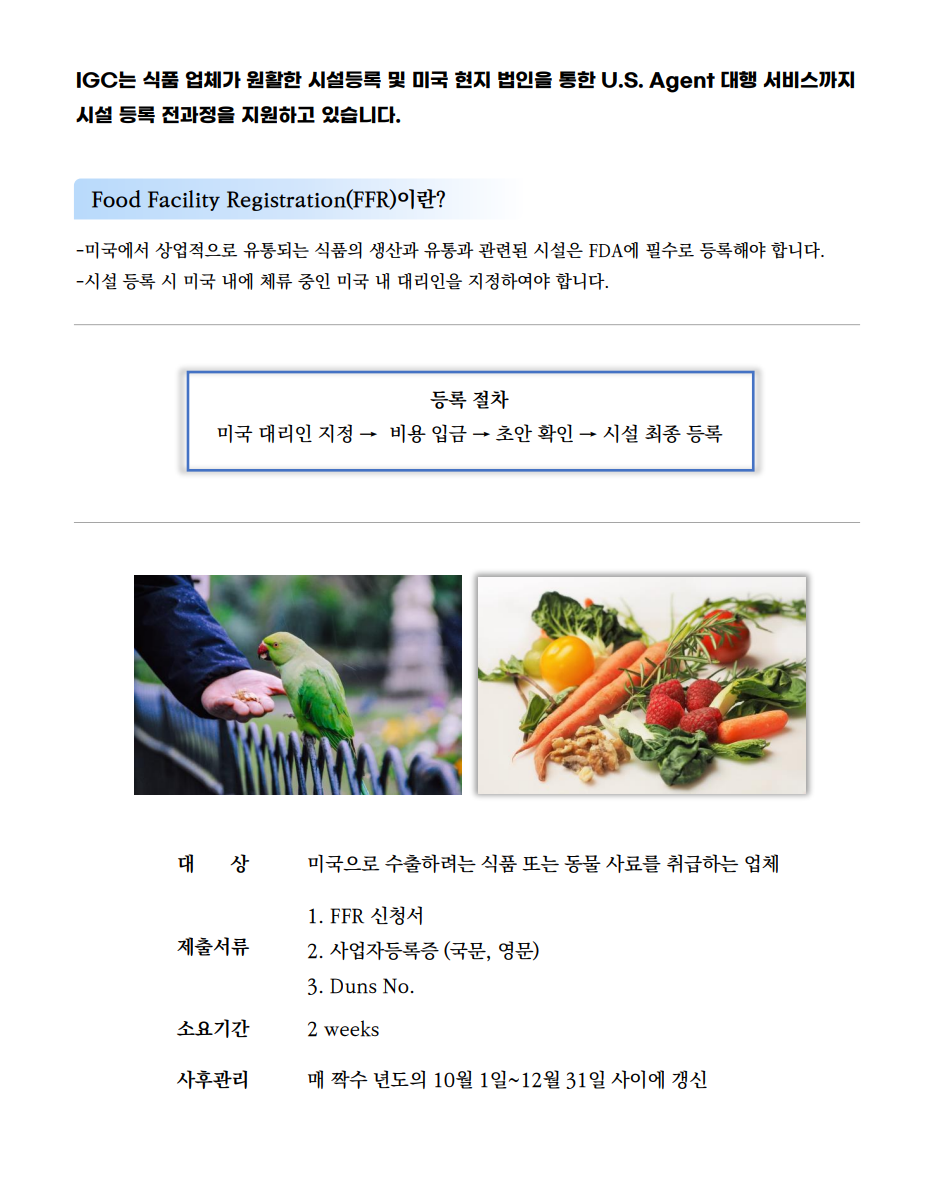 IGC는 식품 업체가 원활한 시설등록 및 미국 현지 법인을 통한 U.S. Agent 대행 서비스까지
시설 등록 전과정을 지원하고 있습니다.
Food Facility Registration(FFR)이란?
-미국에서 상업적으로 유통되는 식품의 생산과 유통과 관련된 시설은 FDA에 필수로 등록해야 합니다.
-시설 등록 시 미국 내에 체류 중인 미국 내 대리인을 지정하여야 합니다.
등록 절차
미국 대리인 지정 → 비용 입금 → 초안 확인 → 시설 최종 등록
대 상 미국으로 수출하려는 식품 또는 동물 사료를 취급하는 업체
제출서류
1. FFR 신청서
2. 사업자등록증 (국문, 영문)
3. Duns No.
소요기간 2 weeks
사후관리 매 짝수 년도의 10월 1일~12월 31일 사이에 갱신